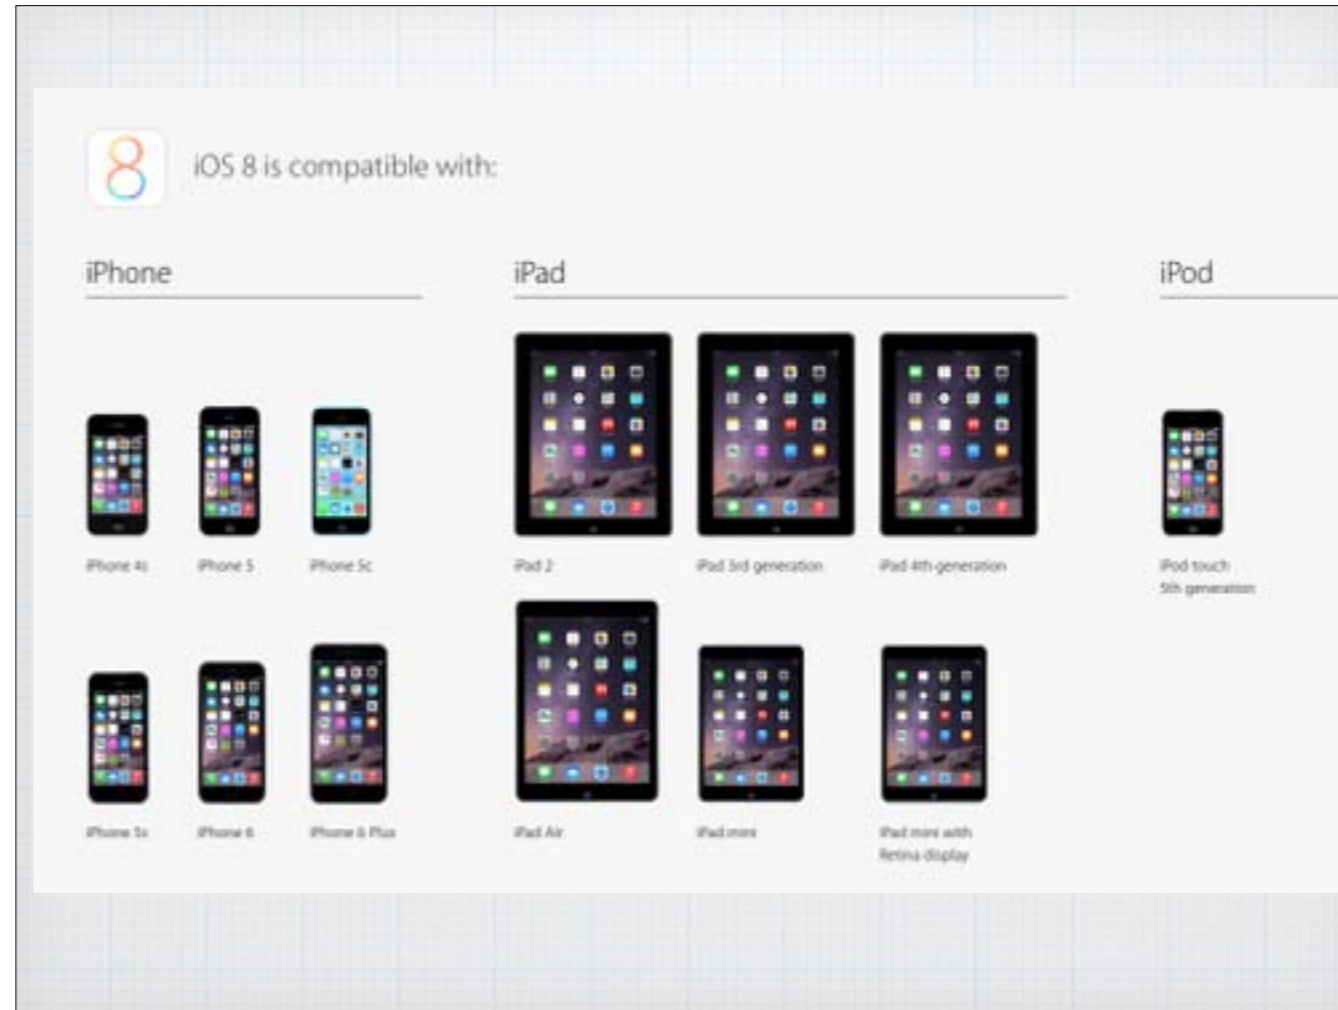 8
iOS 8 is compatible with:
iPhone
iPad
iPod
iPhone 4s
iPhone 5
iPhone 5c
iPad 2
iPad 3rd generation
iPad 4th generation
iPod touch
5th generation
iPhone 5s
iPhone 6
iPhone 6 Plus
iPad Air
iPad mini
iPad mini with
Retina display